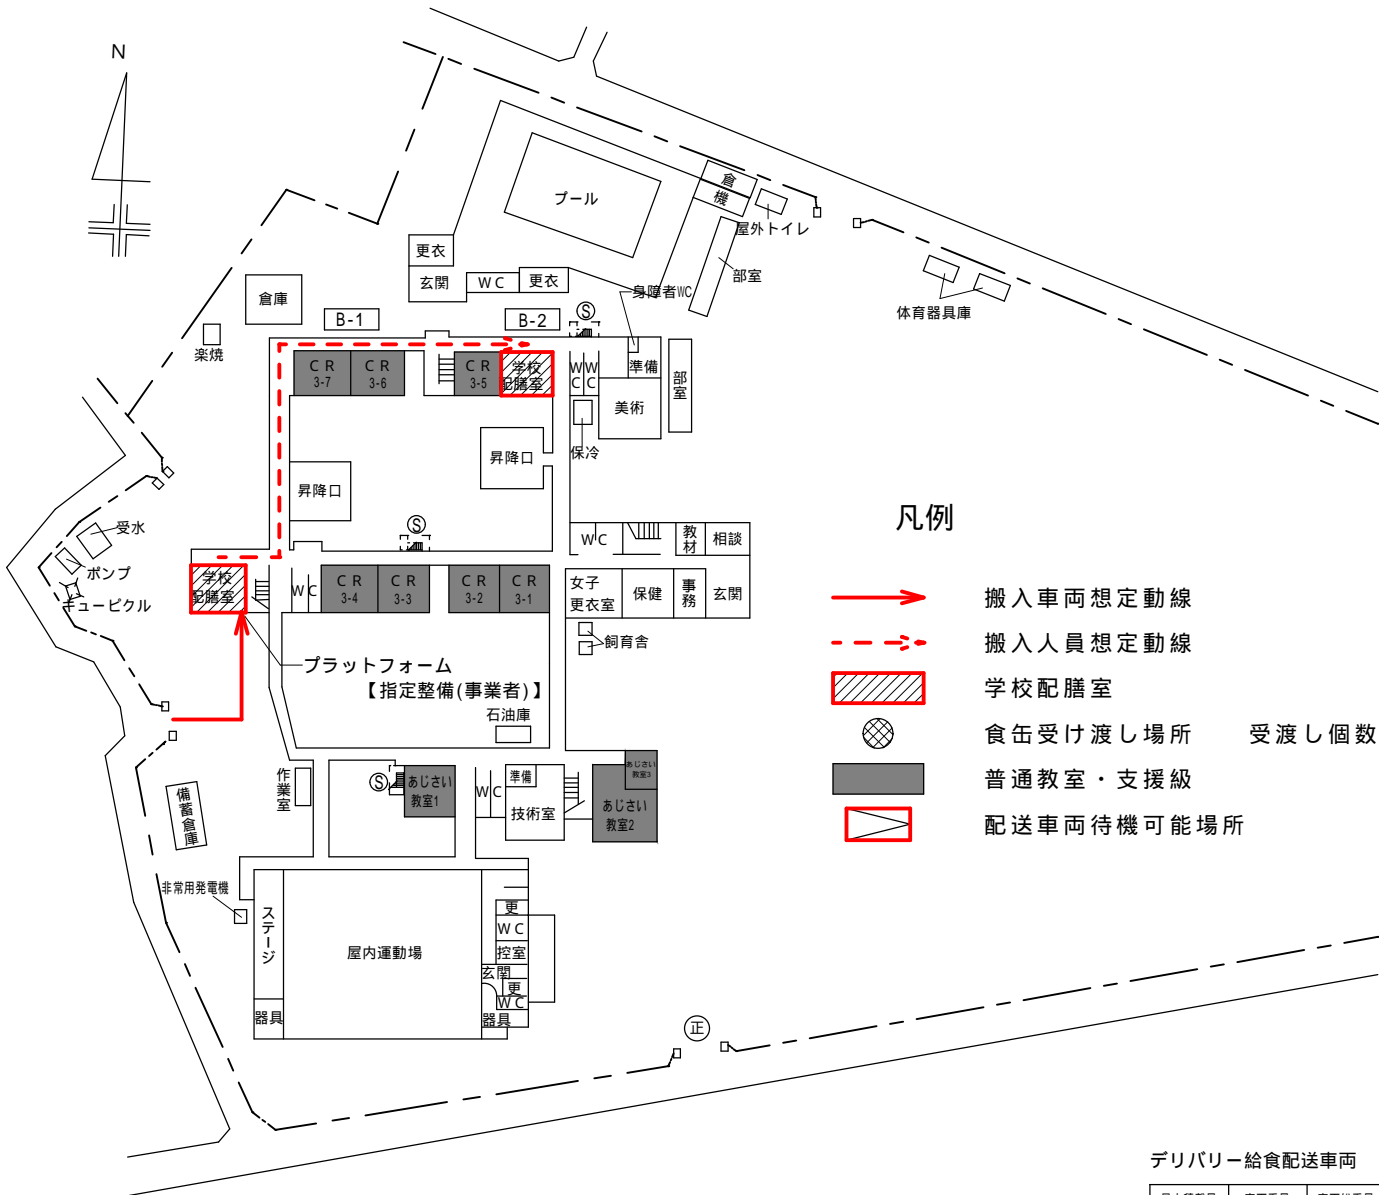 N
プール
倉
機
屋外トイレ
部室
体育器具庫
更衣
玄関
WC
更衣
身障者WC
倉庫
楽焼
B-1
B-2
S
CR
3-7
CR
3-6
CR
3-5
学校
配膳室
WC
WC
準備
美術
部室
保冷
昇降口
昇降口
S
受水
ポンプ
キュービクル
学校
配膳室
WC
CR
3-4
CR
3-3
CR
3-2
CR
3-1
WC
教材
相談
女子
更衣室
保健
事務
玄関
飼育舎
プラットフォーム
【指定整備(事業者)】
石油庫
凡例
搬入車両想定動線
搬入人員想定動線
学校配膳室
食缶受け渡し場所 受渡し個数
普通教室・支援級
配送車両待機可能場所
作業室
S
あじさい
教室1
WC
準備
技術室
あじさい
教室3
あじさい
教室2
備蓄倉庫
非常用発電機
ステージ
屋内運動場
器具
更
WC
控室
玄関
更
WC
器具
正
デリバリー給食配送車両